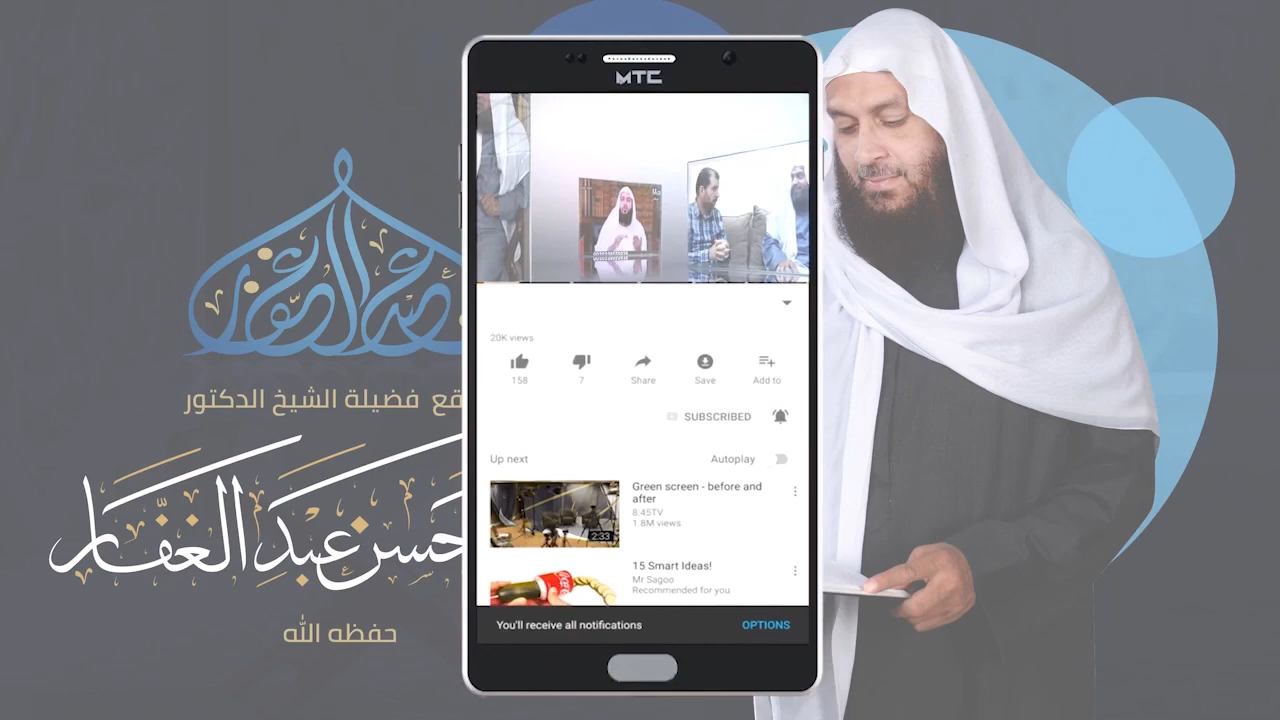 MTC
20K views
158
7
Share
Save
Add to
SUBSCRIBED
Up next
Autoplay
Green screen - before and
after
8:45TV
1.8M views
2:33
15 Smart Ideas!
Mr Sagoo
Recommended for you
You'll receive all notifications
OPTIONS
قع فضيلة الشيخ الدكتور
حسن عبد الغفار
حفظه الله